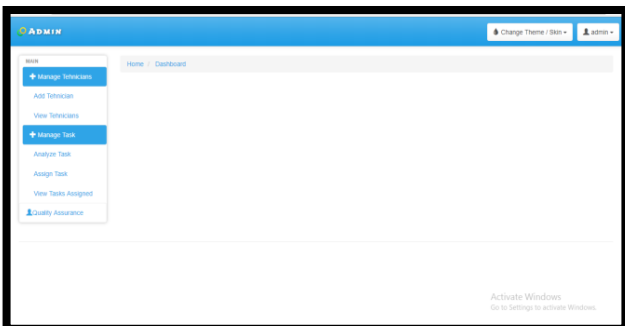 ADMIN
Change Theme / Skin
admin
MAIN
Manage Tehnicians
Add Tehnician
View Tehnicians
Manage Task
Analyze Task
Assign Task
View Tasks Assigned
Quality Assurance
Home / Dashboard
Activate Windows
Go to Settings to activate Windows.